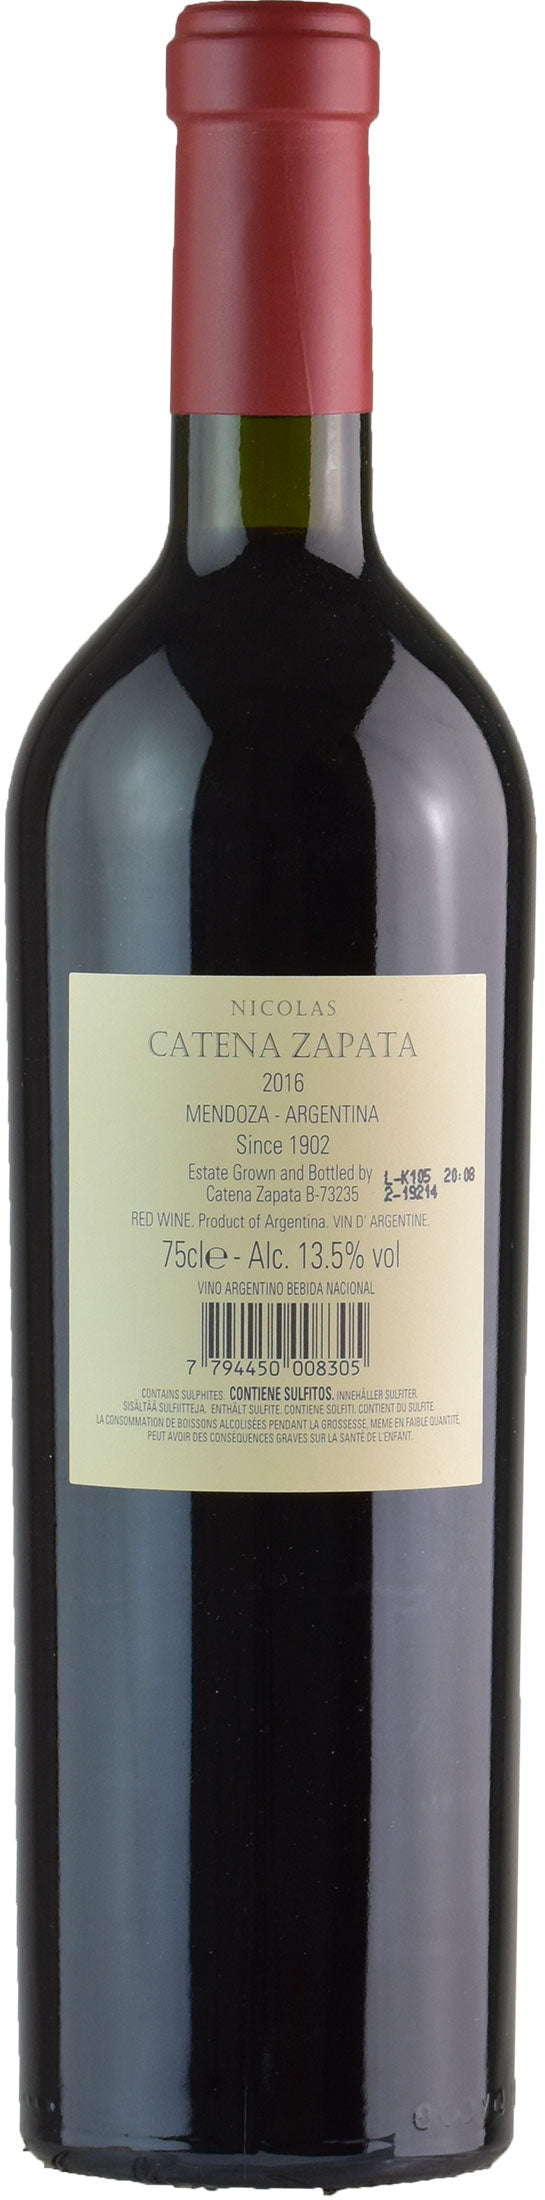 NICOLAS
CATENA ZAPATA
2016
MENDOZA - ARGENTINA
Since 1902
Estate Grown and Bottled by
Catena Zapata B-73235
L-K105 20:08
2-19214
RED WINE. Product of Argentina. VIN D' ARGENTINE.
75cl℮ - Alc. 13.5% vol
VINO ARGENTINO BEBIDA NACIONAL
7 794450 008305
CONTAINS SULPHITES. CONTIENE SULFITOS. INNEHÅLLER SULFITER.
SISÄLTÄÄ SULFIITTEJA. ENTHÄLT SULFITE. CONTIENE SOLFITI. CONTIENT DU SULFITE.
LA CONSOMMATION DE BOISSONS ALCOLISÉES PENDANT LA GROSSESSE, MEME EN FAIBLE QUANTITÉ,
PEUT AVOIR DES CONSEQUENCES GRAVES SUR LA SANTÉ DE L'ENFANT.